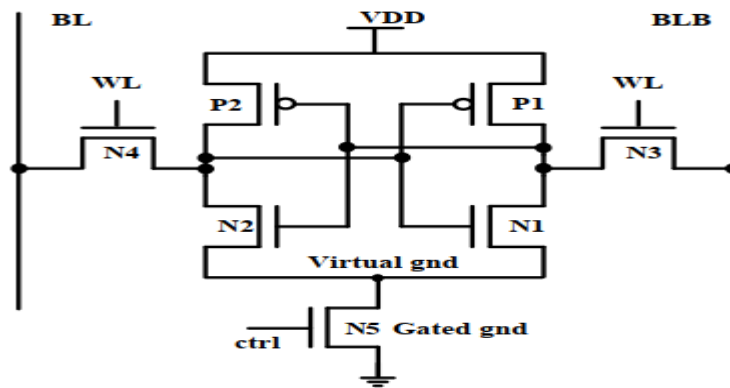 BL
VDD
BLB
WL
WL
P2
P1
N4
N3
N2
N1
Virtual gnd
N5 Gated gnd
ctrl